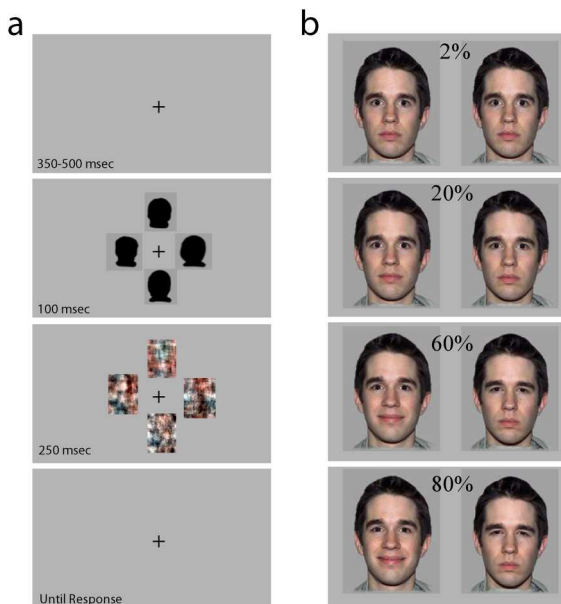 a
350-500 msec
100 msec
250 msec
Until Response
b
2%
20%
60%
80%